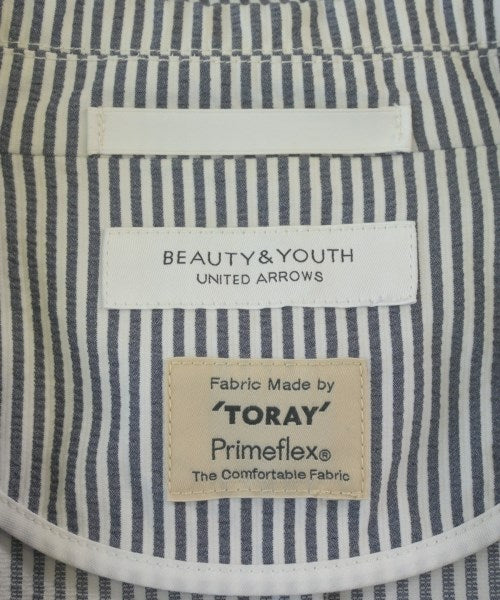 BEAUTY&YOUTH
UNITED ARROWS
Fabric Made by
'TORAY'
Primeflex®
The Comfortable Fabric